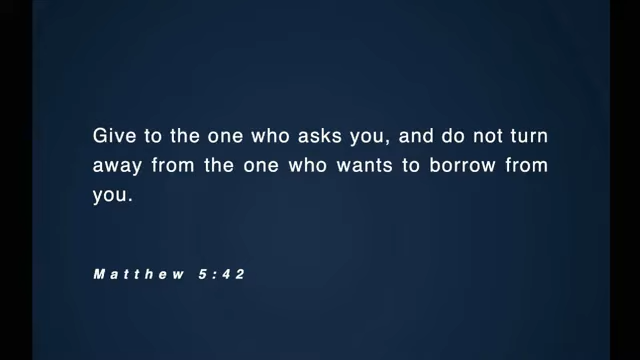 Give to the one who asks you, and do not turn
away from the one who wants to borrow from
you.
Matthew 5:42